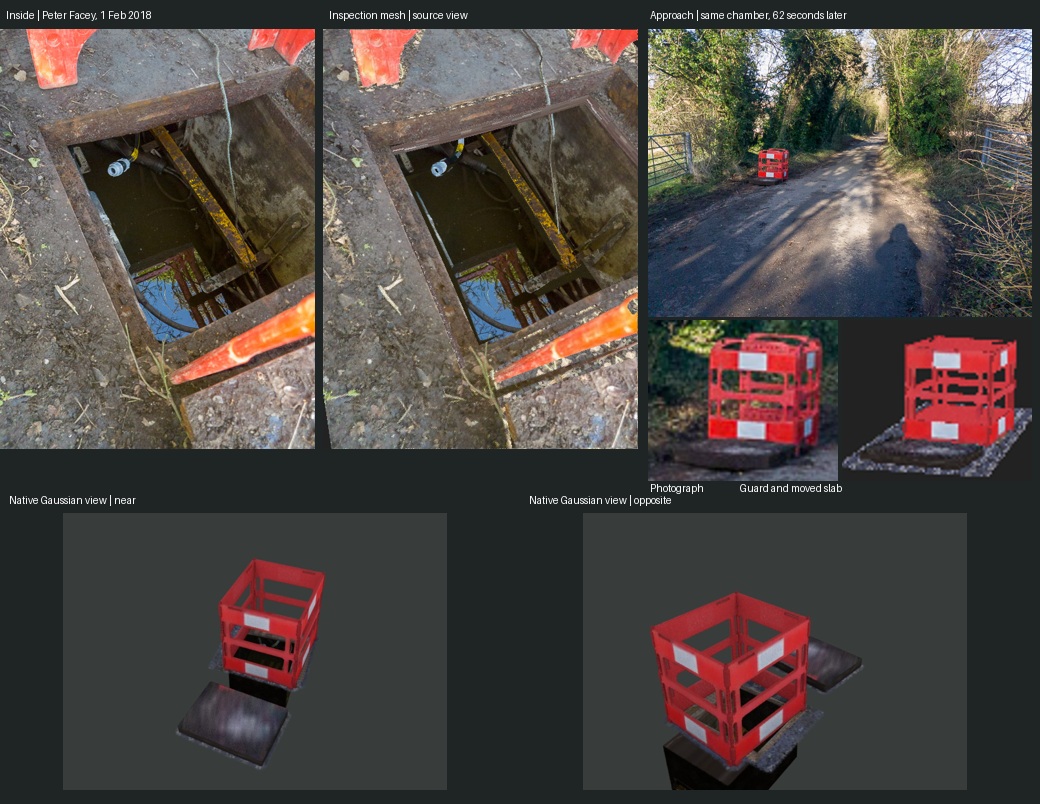 Inside | Peter Facey, 1 Feb 2018
Inspection mesh | source view
Approach | same chamber, 62 seconds later
Photograph
Guard and moved slab
Native Gaussian view | near
Native Gaussian view | opposite